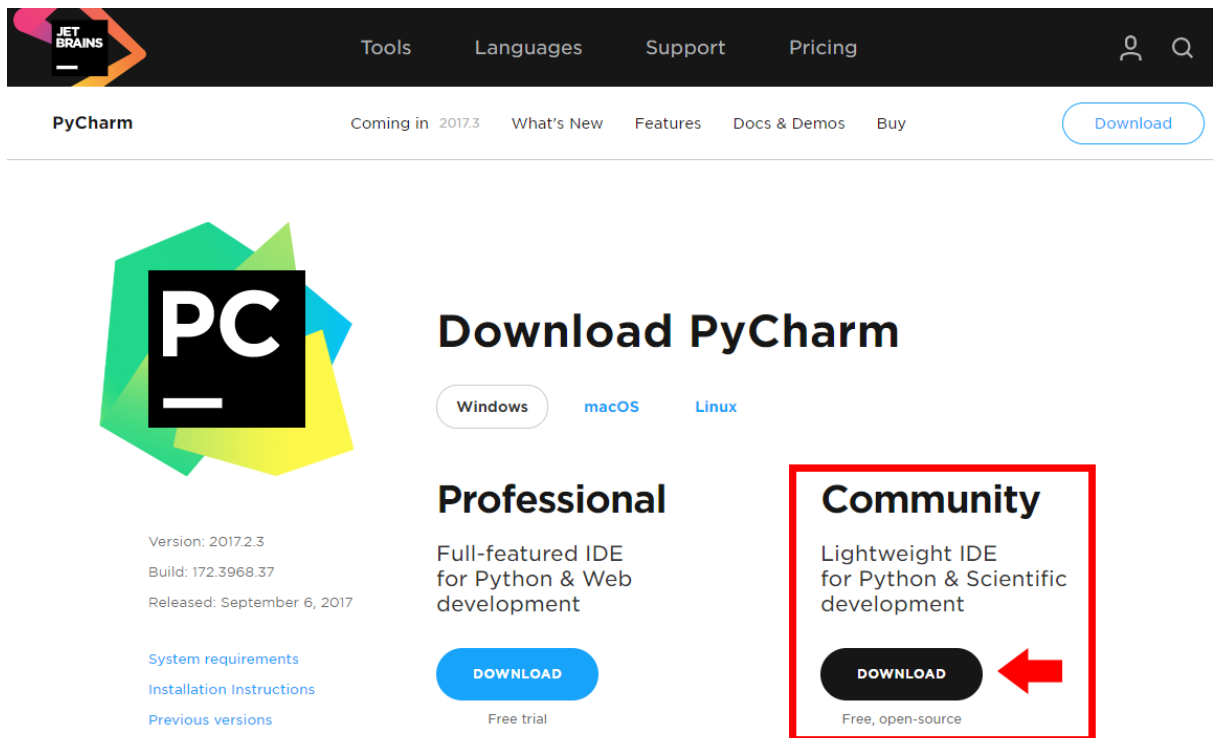 JET
BRAINS
Tools Languages Support Pricing
PyCharm Coming in 2017.3 What's New Features Docs & Demos Buy Download
PC
Download PyCharm
Windows macOS Linux
Professional
Full-featured IDE
for Python & Web
development
DOWNLOAD
Free trial
Community
Lightweight IDE
for Python & Scientific
development
DOWNLOAD
Free, open-source
Version: 2017.2.3
Build: 172.3968.37
Released: September 6, 2017
System requirements
Installation Instructions
Previous versions